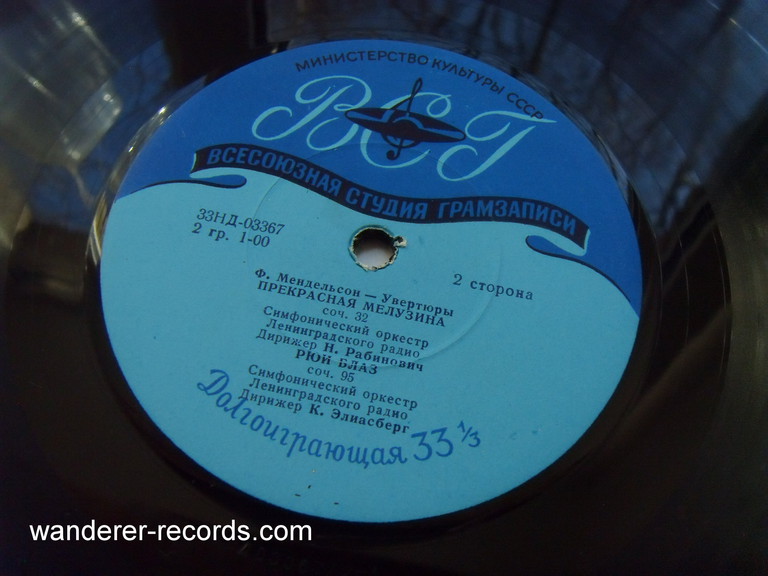 МИНИСТЕРСТВО КУЛЬТУРЫ СССР
ВСГ
ВСЕСОЮЗНАЯ СТУДИЯ ГРАМЗАПИСИ
33НД-03367
2 гр. 1-00
2 сторона
Ф. Мендельсон — Увертюры
ПРЕКРАСНАЯ МЕЛУЗИНА
соч. 32
Симфонический оркестр
Ленинградского радио
Дирижер Н. Рабинович
РЮИ БЛАЗ
соч. 95
Симфонический оркестр
Ленинградского радио
Дирижер К. Элиасберг
Долгоиграющая 33 1/3
wanderer-records.com